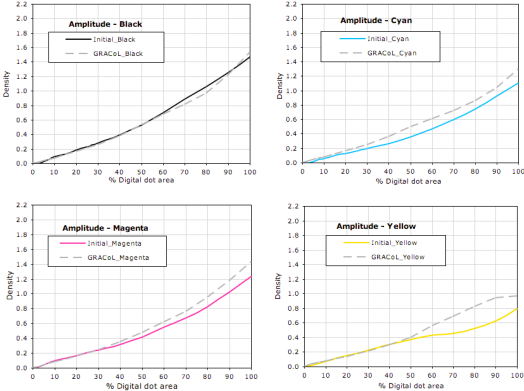 Amplitude - Black
Initial_Black
GRACoL_Black
Density
2.2
2.0
1.8
1.6
1.4
1.2
1.0
0.8
0.6
0.4
0.2
0.0
0 10 20 30 40 50 60 70 80 90 100
% Digital dot area
Amplitude - Cyan
Initial_Cyan
GRACoL_Cyan
Density
2.2
2.0
1.8
1.6
1.4
1.2
1.0
0.8
0.6
0.4
0.2
0.0
0 10 20 30 40 50 60 70 80 90 100
% Digital dot area
Amplitude - Magenta
Initial_Magenta
GRACoL_Magenta
Density
2.2
2.0
1.8
1.6
1.4
1.2
1.0
0.8
0.6
0.4
0.2
0.0
0 10 20 30 40 50 60 70 80 90 100
% Digital dot area
Amplitude - Yellow
Initial_Yellow
GRACoL_Yellow
Density
2.2
2.0
1.8
1.6
1.4
1.2
1.0
0.8
0.6
0.4
0.2
0.0
0 10 20 30 40 50 60 70 80 90 100
% Digital dot area